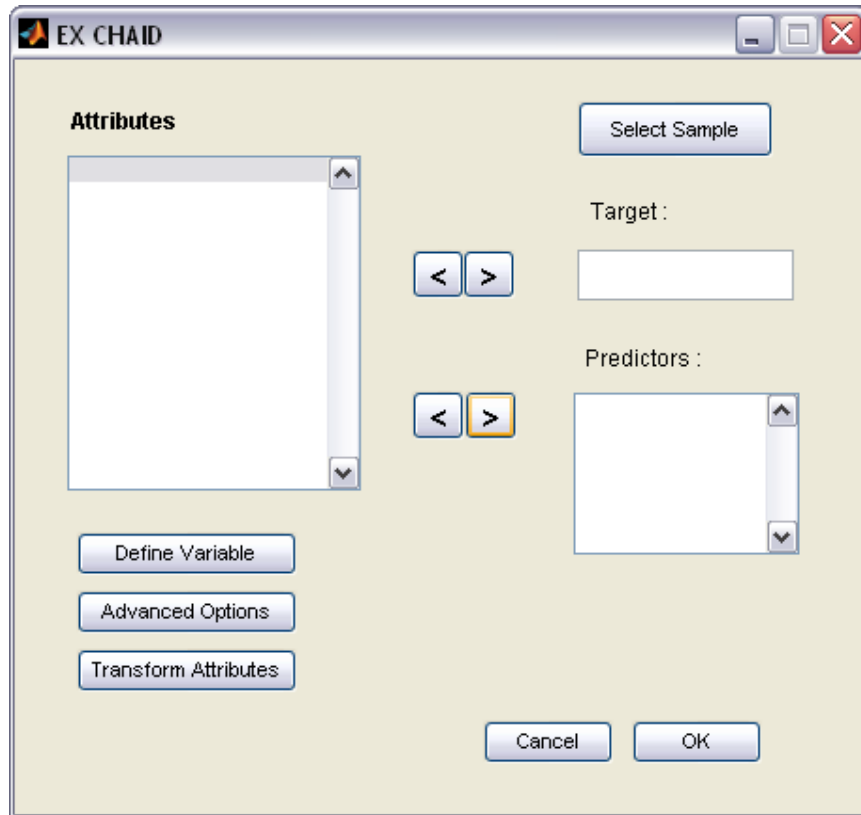 EX CHAID
Attributes
Select Sample
Target :
< >
Predictors :
< >
Define Variable
Advanced Options
Transform Attributes
Cancel OK